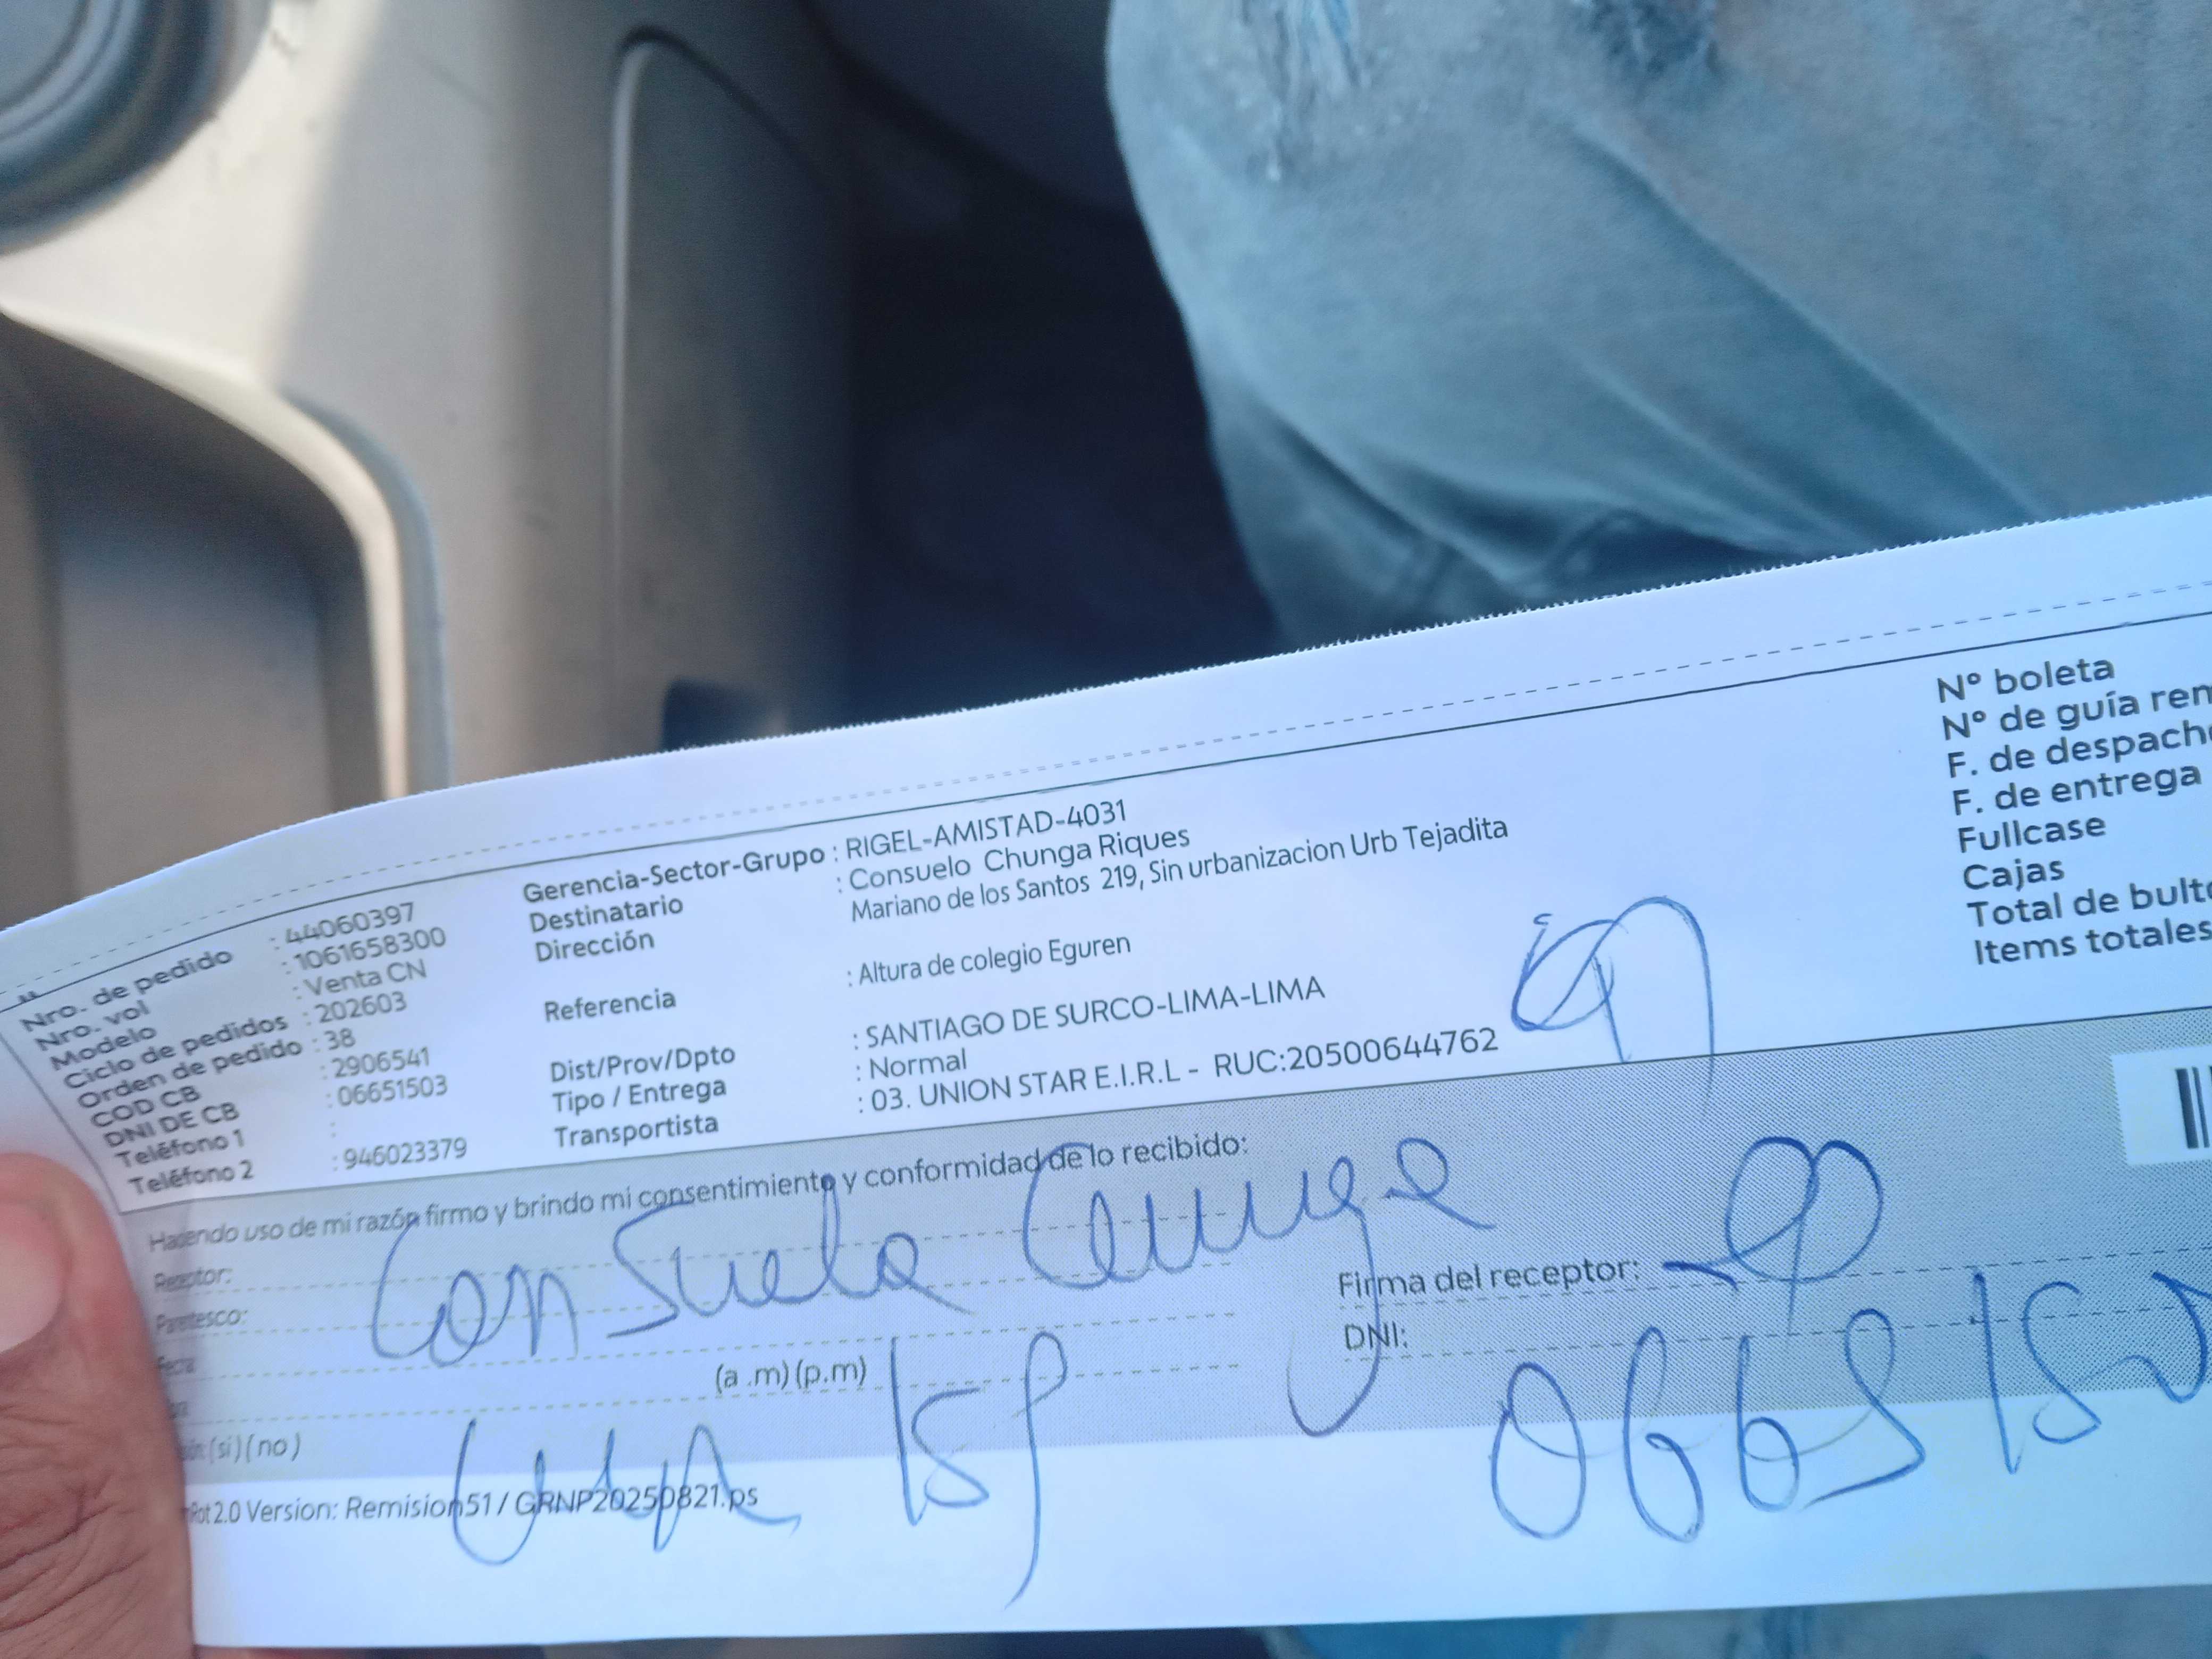 Nro. de pedido : 44060397
Nro. vol : 1061658300
Modelo : Venta CN
Ciclo de pedidos : 202603
Orden de pedido : 38
COD CB : 2906541
DNI DE CB : 06651503
Teléfono 1 :
Teléfono 2 : 946023379
Gerencia-Sector-Grupo : RIGEL-AMISTAD-4031
Destinatario : Consuelo Chunga Riques
Dirección Mariano de los Santos 219, Sin urbanizacion Urb Tejadita
Referencia : Altura de colegio Eguren
Dist/Prov/Dpto : SANTIAGO DE SURCO-LIMA-LIMA
Tipo / Entrega : Normal
Transportista : 03. UNION STAR E.I.R.L - RUC:20500644762
N° boleta
N° de guía rem
F. de despacho
F. de entrega
Fullcase
Cajas
Total de bulto
Items totales
Haciendo uso de mi razón firmo y brindo mi consentimiento y conformidad de lo recibido:
Receptor: Consuelo Chunga
Parentesco:
Fecha
(a .m) (p.m)
(si) (no)
Firma del receptor:
DNI: 066515
2.0 Version: Remision51 / GRNP20250821.ps